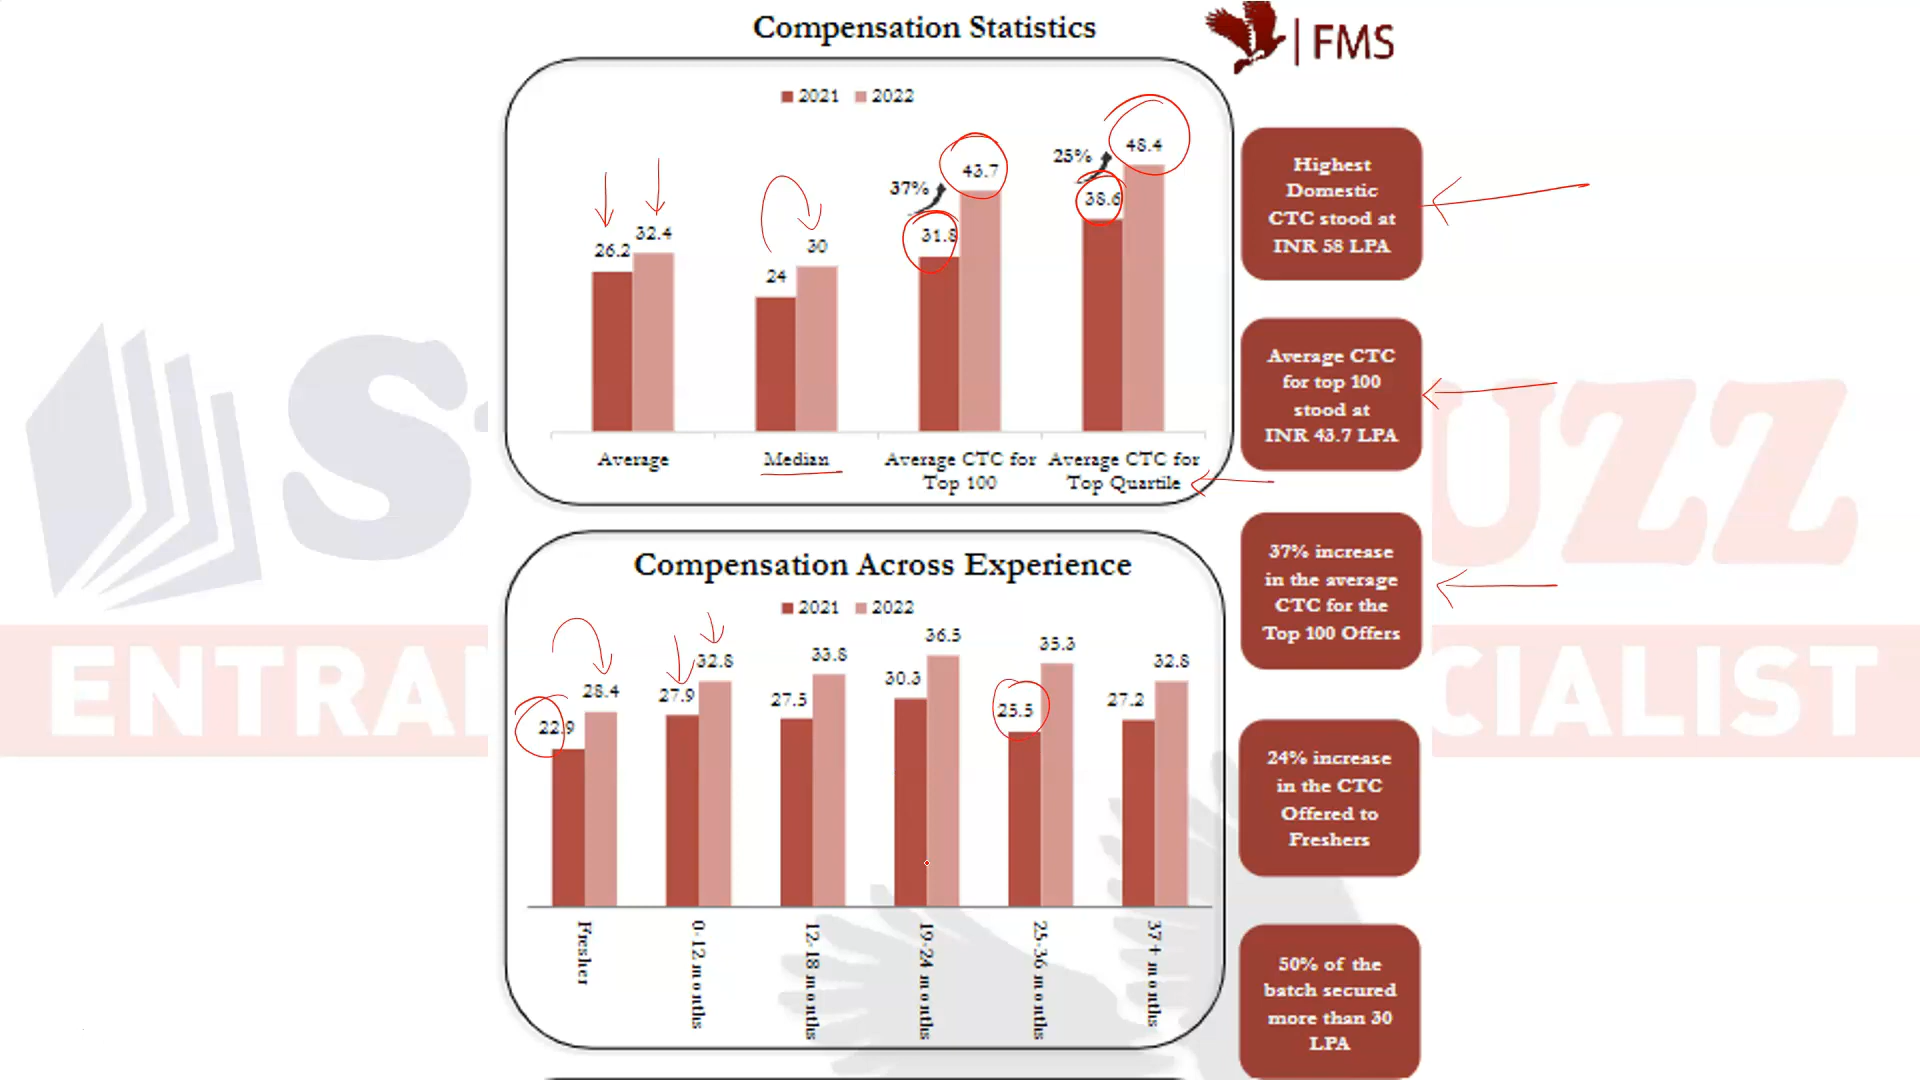 Compensation Statistics
FMS
2021 2022
26.2
32.4
24
30
37%
31.8
43.7
25%
38.6
48.4
Average
Median
Average CTC for
Top 100
Average CTC for
Top Quartile
Compensation Across Experience
2021 2022
22.9
28.4
27.9
32.8
27.5
33.8
30.3
36.5
25.5
35.3
27.2
32.8
Fresher
0-12 months
12-18 months
19-24 months
25-36 months
37+ months
Highest
Domestic
CTC stood at
INR 58 LPA
Average CTC
for top 100
stood at
INR 43.7 LPA
37% increase
in the average
CTC for the
Top 100 Offers
24% increase
in the CTC
Offered to
Freshers
50% of the
batch secured
more than 30
LPA
S
UZZ
ENTRA
CIALIST